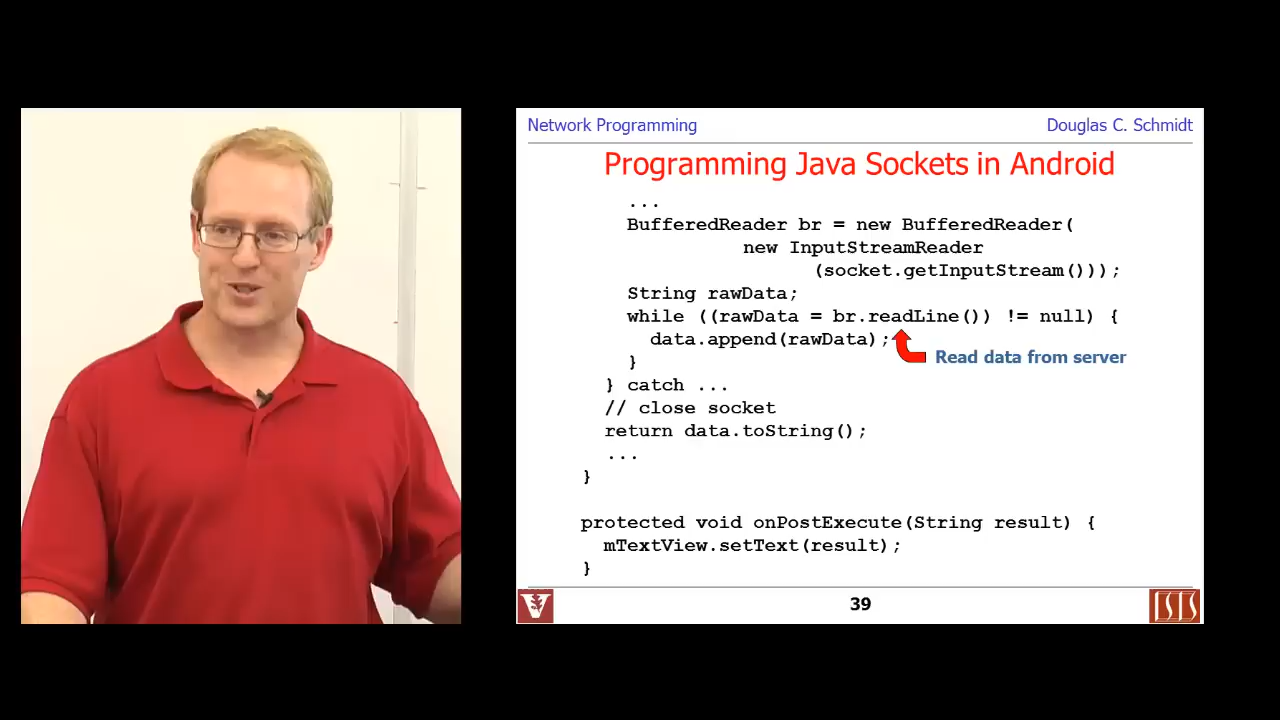 Network Programming
Douglas C. Schmidt
Programming Java Sockets in Android
...
BufferedReader br = new BufferedReader(
new InputStreamReader
(socket.getInputStream()));
String rawData;
while ((rawData = br.readLine()) != null) {
data.append(rawData);
Read data from server
}
} catch ...
// close socket
return data.toString();
...
}
protected void onPostExecute(String result) {
mTextView.setText(result);
}
V
39
ISIS